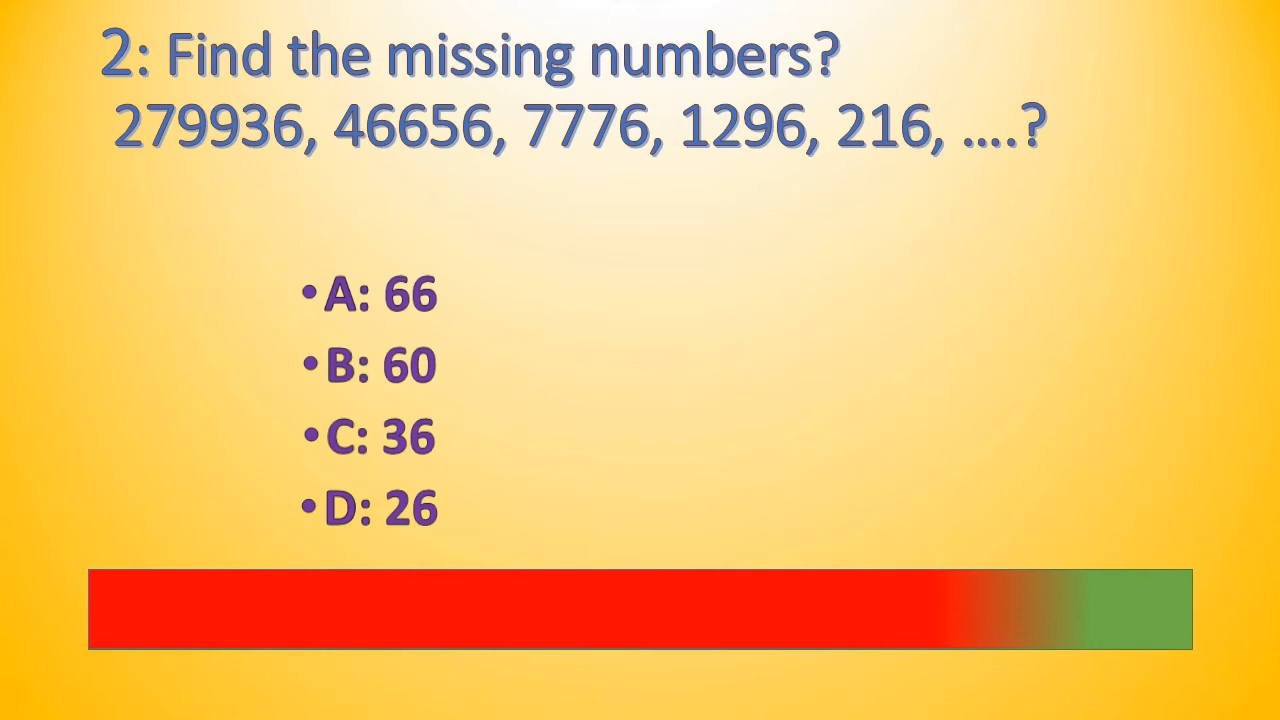 2: Find the missing numbers?
279936, 46656, 7776, 1296, 216, ....?
•A: 66
•B: 60
•C: 36
•D: 26